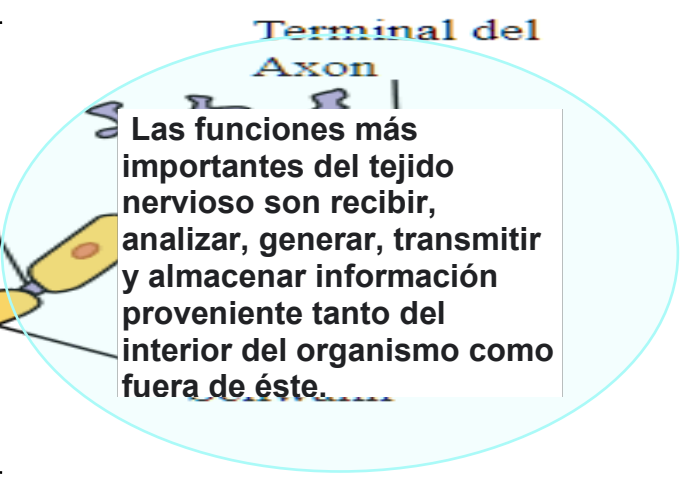 Terminal del
Axon
Las funciones más
importantes del tejido
nervioso son recibir,
analizar, generar, transmitir
y almacenar información
proveniente tanto del
interior del organismo como
fuera de éste.